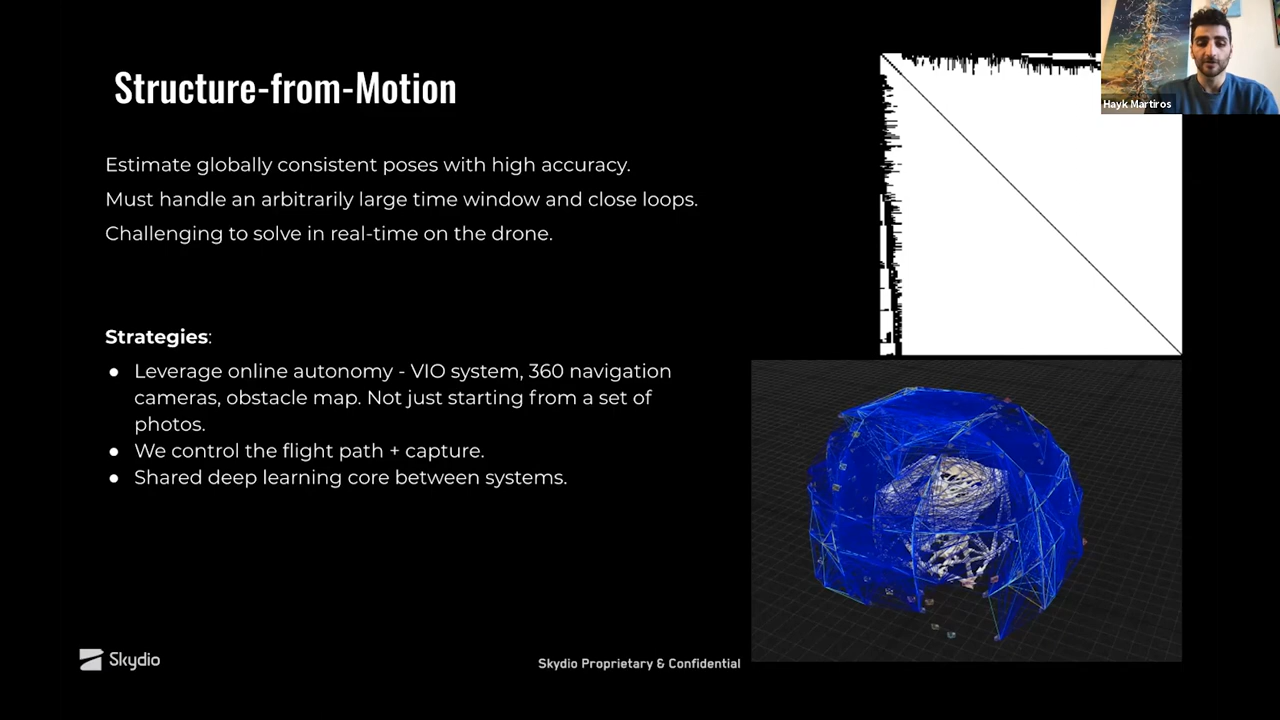 Structure-from-Motion
Hayk Martiros
Estimate globally consistent poses with high accuracy.
Must handle an arbitrarily large time window and close loops.
Challenging to solve in real-time on the drone.
Strategies:
● Leverage online autonomy - VIO system, 360 navigation
cameras, obstacle map. Not just starting from a set of
photos.
● We control the flight path + capture.
● Shared deep learning core between systems.
Skydio
Skydio Proprietary & Confidential